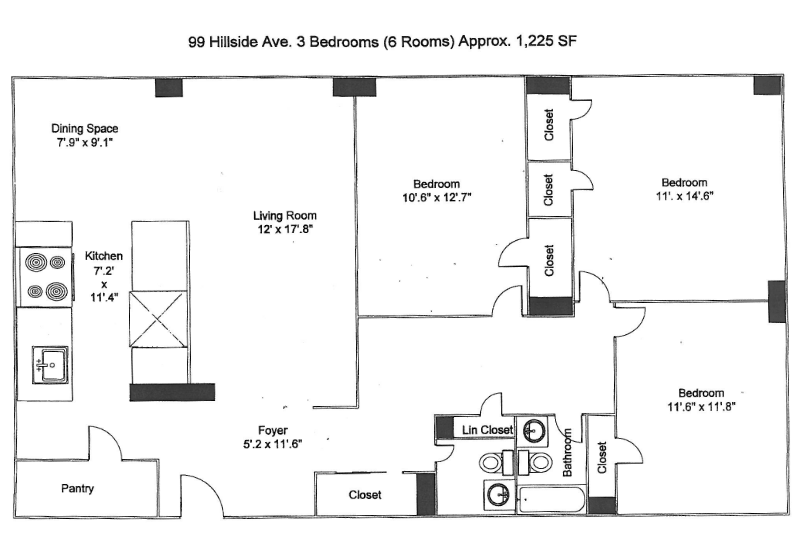 99 Hillside Ave. 3 Bedrooms (6 Rooms) Approx. 1,225 SF
Dining Space
7'.9" x 9'.1"
Living Room
12' x 17'.8"
Kitchen
7'.2'
x
11'.4"
Bedroom
10'.6" x 12'.7"
Closet
Closet
Closet
Bedroom
11'. x 14'.6"
Bedroom
11'.6" x 11'.8"
Foyer
5'.2 x 11'.6"
Lin Closet
Bathroom
Closet
Pantry
Closet